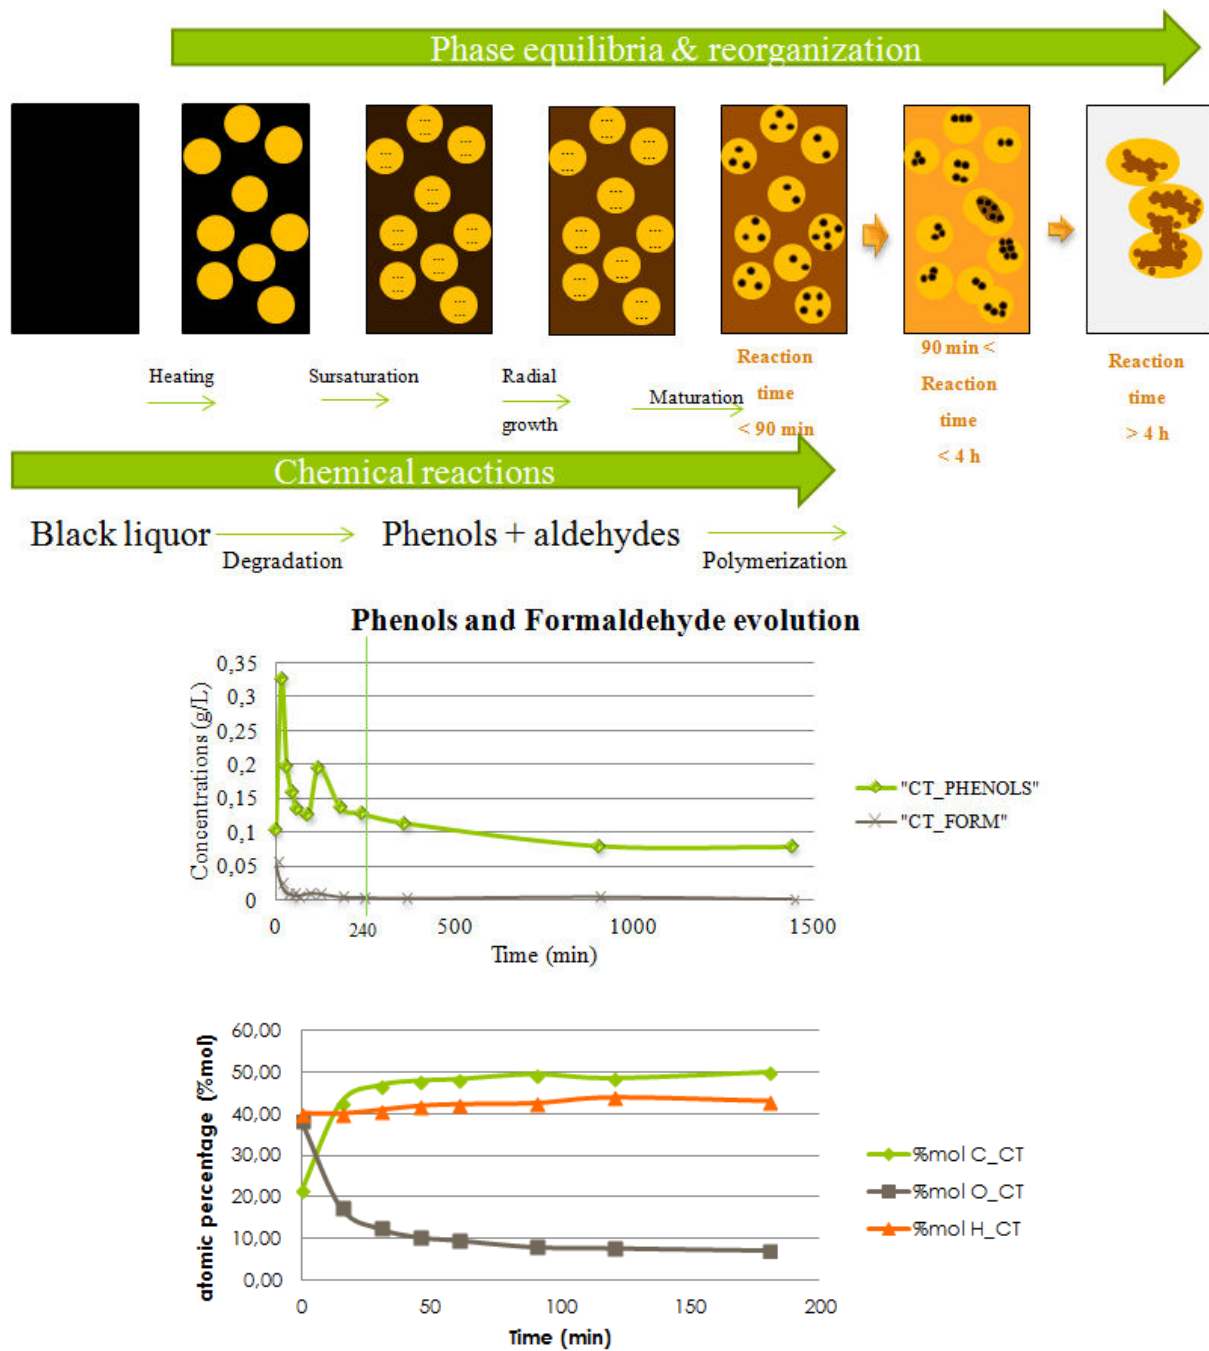 Phase equilibria & reorganization
Heating
Sursaturation
Radial
growth
Maturation
Reaction
time
< 90 min
90 min <
Reaction
time
< 4 h
Reaction
time
> 4 h
Chemical reactions
Black liquor
Degradation
Phenols + aldehydes
Polymerization
Phenols and Formaldehyde evolution
Concentrations (g/L)
0,35
0,3
0,25
0,2
0,15
0,1
0,05
0
0
240
500
1000
1500
Time (min)
"CT_PHENOLS"
"CT_FORM"
atomic percentage (%mol)
60,00
50,00
40,00
30,00
20,00
10,00
0,00
0
50
100
150
200
Time (min)
%mol C_CT
%mol O_CT
%mol H_CT